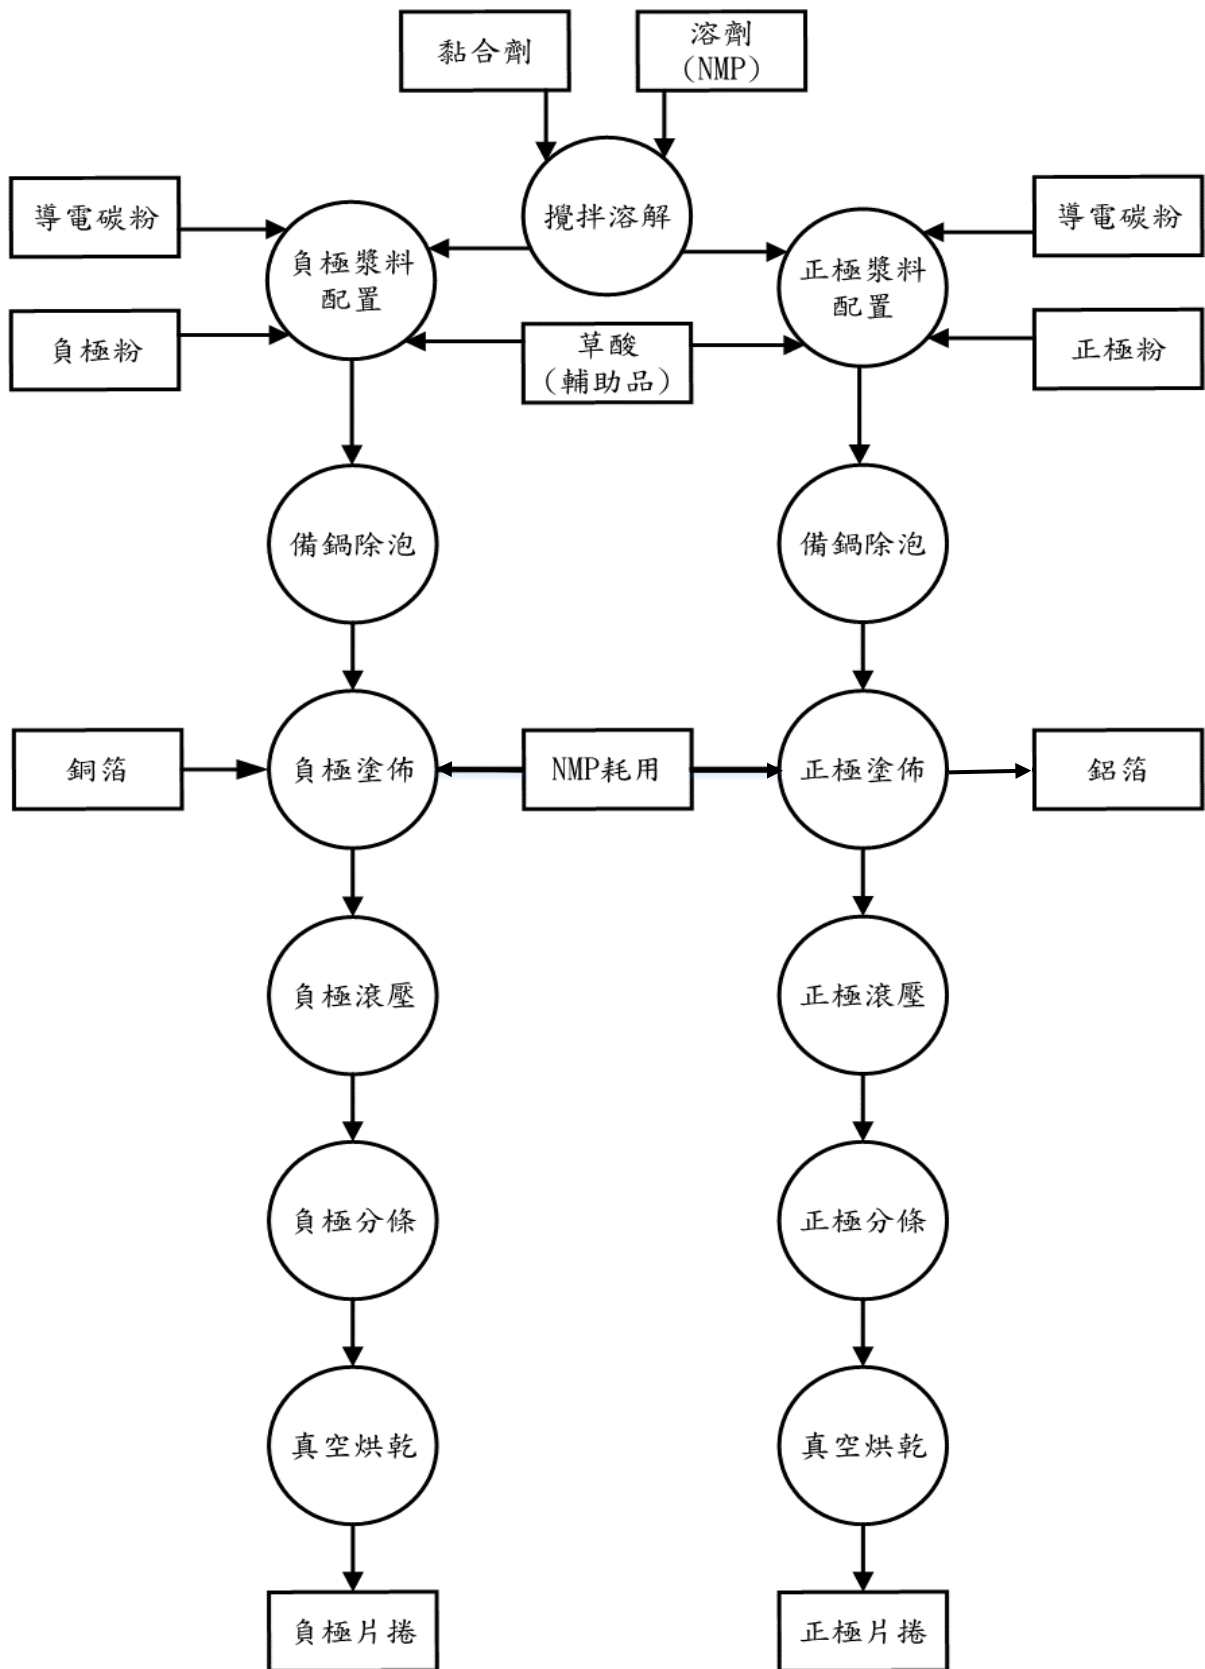 黏合劑
溶劑
(NMP)
導電碳粉
攪拌溶解
導電碳粉
負極漿料
配置
正極漿料
配置
負極粉
草酸
(輔助品)
正極粉
備鍋除泡
備鍋除泡
銅箔
負極塗佈
NMP耗用
正極塗佈
鋁箔
負極滾壓
正極滾壓
負極分條
正極分條
真空烘乾
真空烘乾
負極片捲
正極片捲